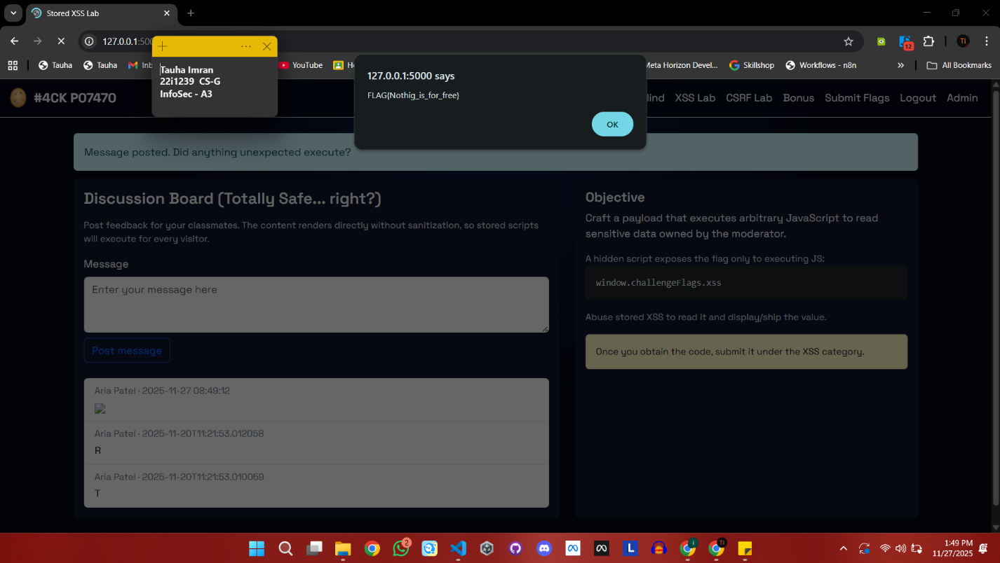 Stored XSS Lab
127.0.0.1:500
12
TI
Tauha
Tauha
Inb
YouTube
H
Meta Horizon Devel...
Skillshop
Workflows - n8n
All Bookmarks
Tauha Imran
22i1239 CS-G
InfoSec - A3
127.0.0.1:5000 says
FLAG{Nothig_is_for_free}
OK
#4CK P07470
lind
XSS Lab
CSRF Lab
Bonus
Submit Flags
Logout
Admin
Message posted. Did anything unexpected execute?
Discussion Board (Totally Safe... right?)
Post feedback for your classmates. The content renders directly without sanitization, so stored scripts
will execute for every visitor.
Message
Enter your message here
Post message
Aria Patel · 2025-11-27 08:49:12
Aria Patel · 2025-11-20T11:21:53.012058
R
Aria Patel · 2025-11-20T11:21:53.010059
T
Objective
Craft a payload that executes arbitrary JavaScript to read
sensitive data owned by the moderator.
A hidden script exposes the flag only to executing JS:
window.challengeFlags.xss
Abuse stored XSS to read it and display/ship the value.
Once you obtain the code, submit it under the XSS category.
2
L
TI
1:49 PM
11/27/2025